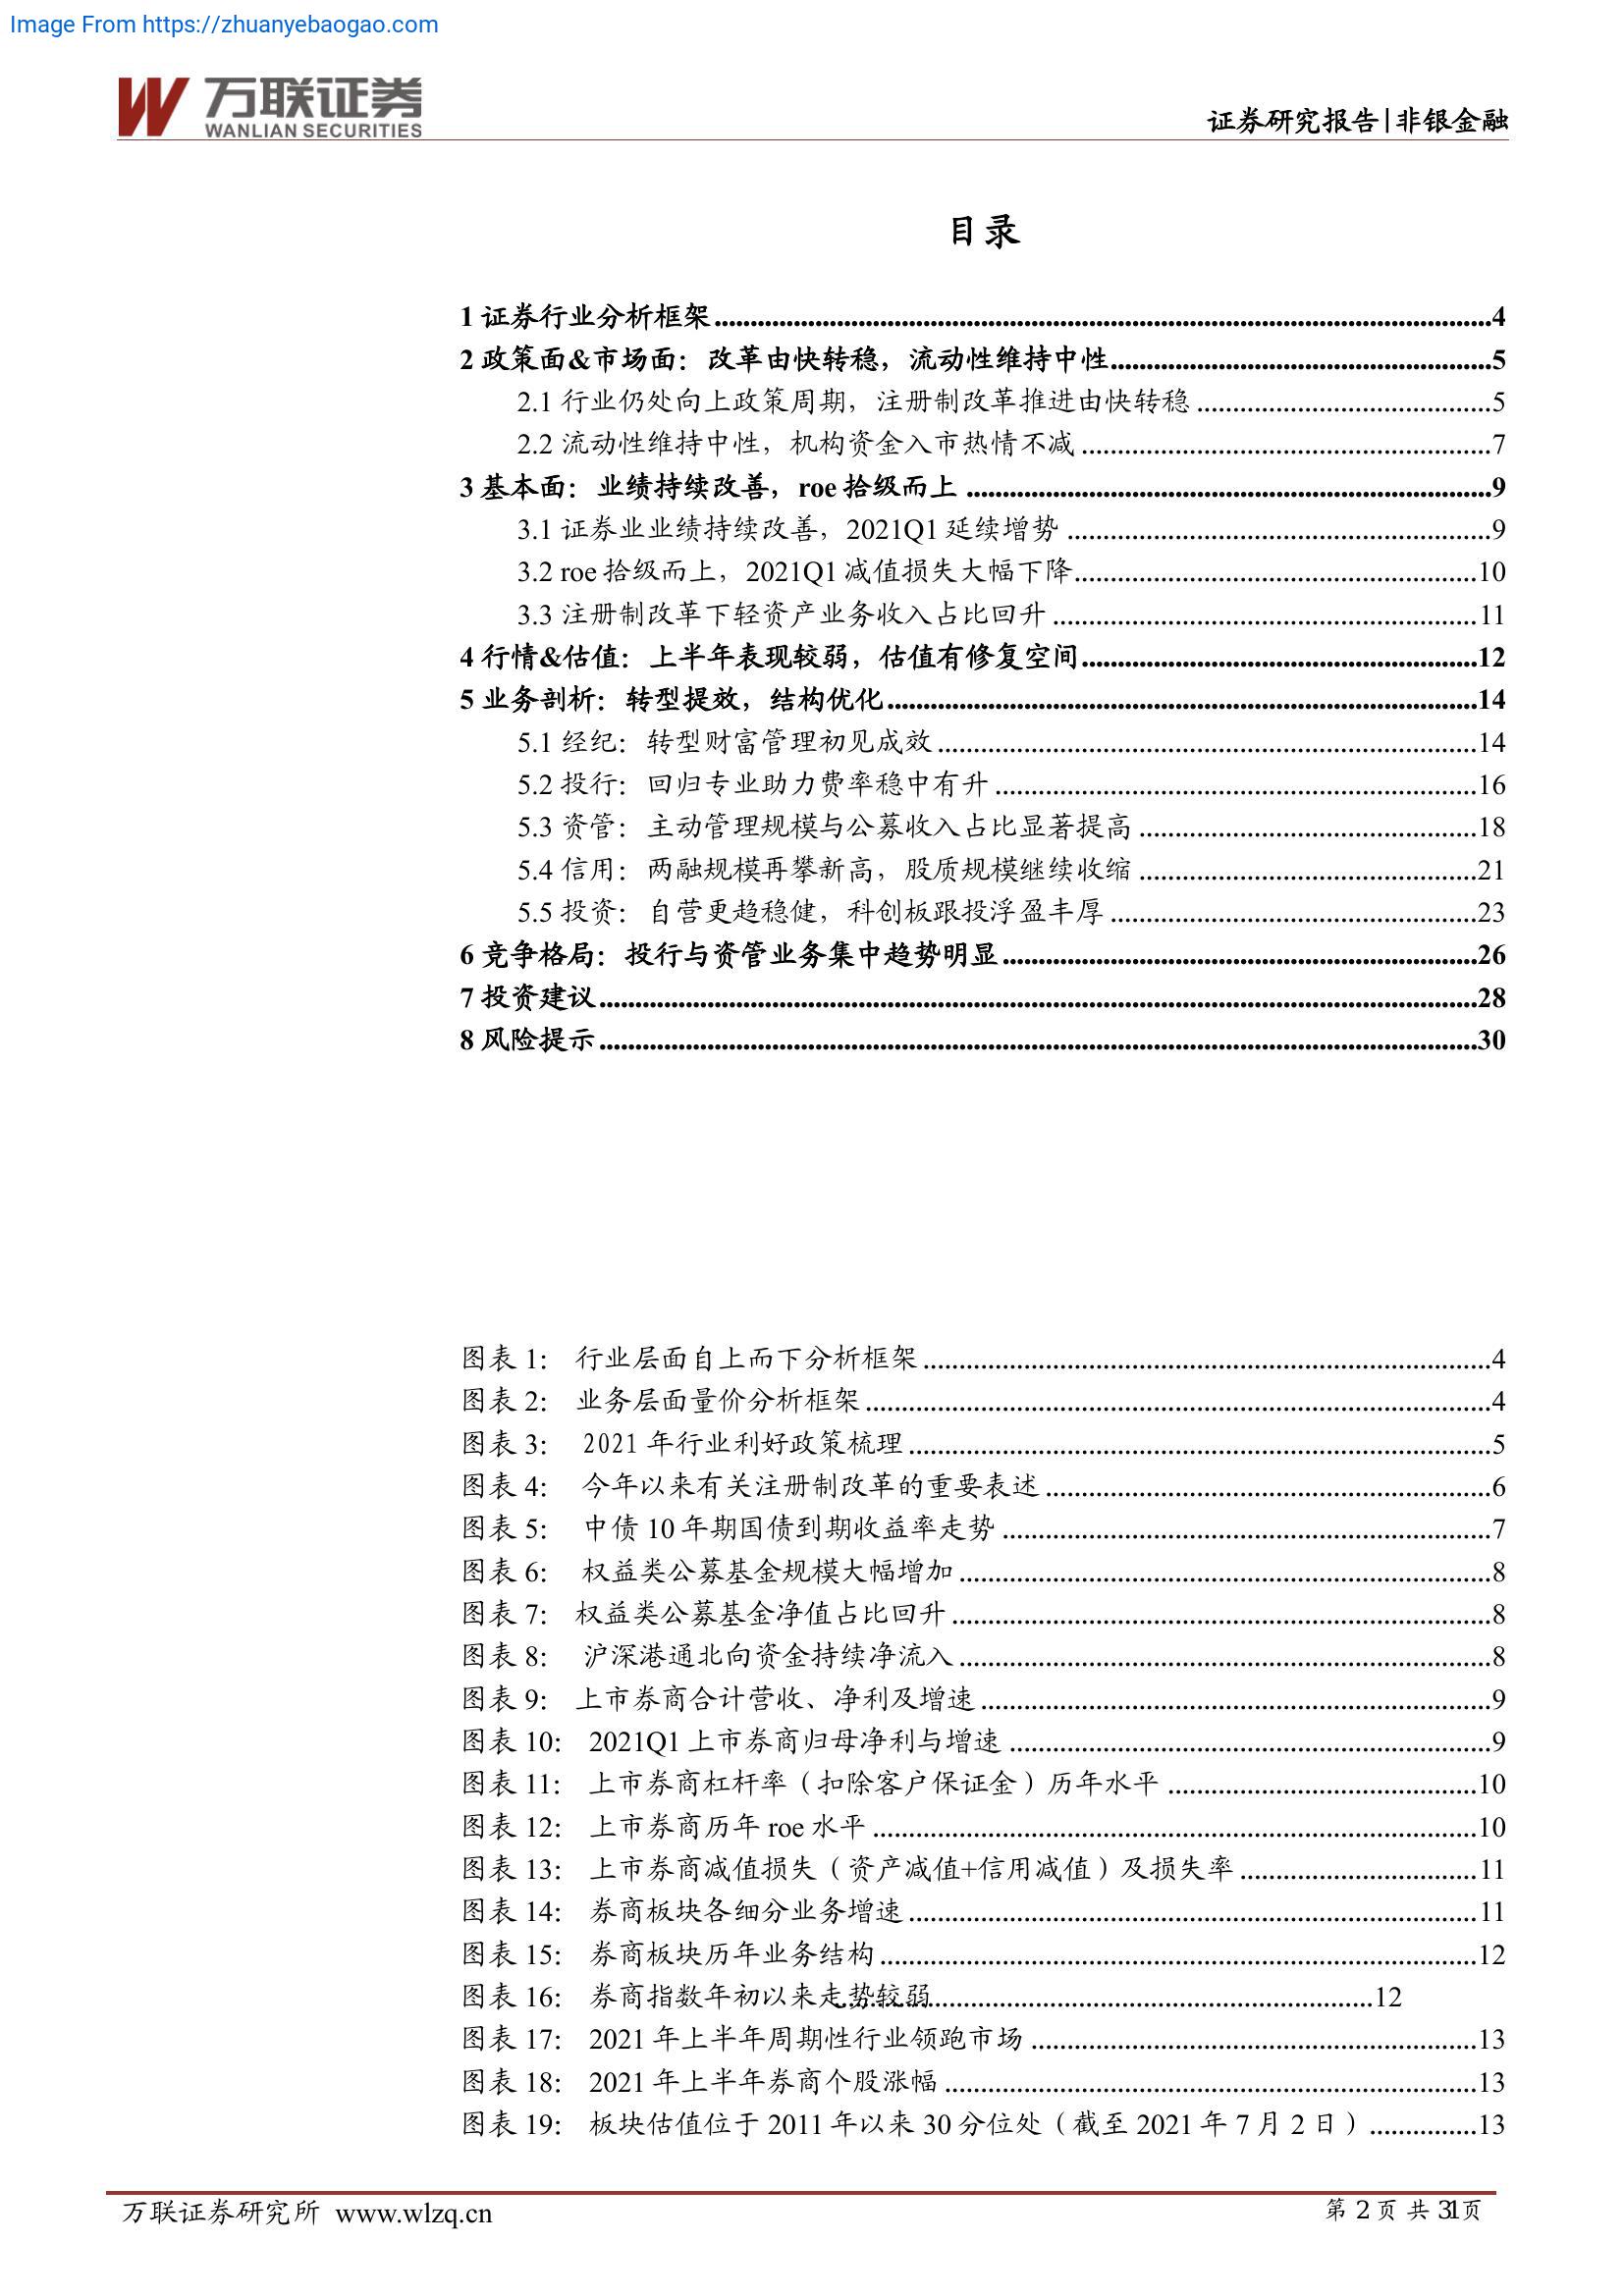 Image From https://zhuanyebaogao.com
万联证券
WANLIAN SECURITIES
证券研究报告|非银金融
目录
1 证券行业分析框架............4
2 政策面&市场面：改革由快转稳，流动性维持中性............5
2.1 行业仍处向上政策周期，注册制改革推进由快转稳............5
2.2 流动性维持中性，机构资金入市热情不减............7
3 基本面：业绩持续改善，roe 拾级而上............9
3.1 证券业业绩持续改善，2021Q1 延续增势............9
3.2 roe 拾级而上，2021Q1 减值损失大幅下降............10
3.3 注册制改革下轻资产业务收入占比回升............11
4 行情&估值：上半年表现较弱，估值有修复空间............12
5 业务剖析：转型提效，结构优化............14
5.1 经纪：转型财富管理初见成效............14
5.2 投行：回归专业助力费率稳中有升............16
5.3 资管：主动管理规模与公募收入占比显著提高............18
5.4 信用：两融规模再攀新高，股质规模继续收缩............21
5.5 投资：自营更趋稳健，科创板跟投浮盈丰厚............23
6 竞争格局：投行与资管业务集中趋势明显............26
7 投资建议............28
8 风险提示............30
图表 1： 行业层面自上而下分析框架............4
图表 2： 业务层面量价分析框架............4
图表 3： 2021 年行业利好政策梳理............5
图表 4： 今年以来有关注册制改革的重要表述............6
图表 5： 中债 10 年期国债到期收益率走势............7
图表 6： 权益类公募基金规模大幅增加............8
图表 7： 权益类公募基金净值占比回升............8
图表 8： 沪深港通北向资金持续净流入............8
图表 9： 上市券商合计营收、净利及增速............9
图表 10： 2021Q1 上市券商归母净利与增速............9
图表 11： 上市券商杠杆率（扣除客户保证金）历年水平............10
图表 12： 上市券商历年 roe 水平............10
图表 13： 上市券商减值损失（资产减值+信用减值）及损失率............11
图表 14： 券商板块各细分业务增速............11
图表 15： 券商板块历年业务结构............12
图表 16： 券商指数年初以来走势较弱............12
图表 17： 2021 年上半年周期性行业领跑市场............13
图表 18： 2021 年上半年券商个股涨幅............13
图表 19： 板块估值位于 2011 年以来 30 分位处（截至 2021 年 7 月 2 日）............13
万联证券研究所 www.wlzq.cn
第 2 页 共 31 页